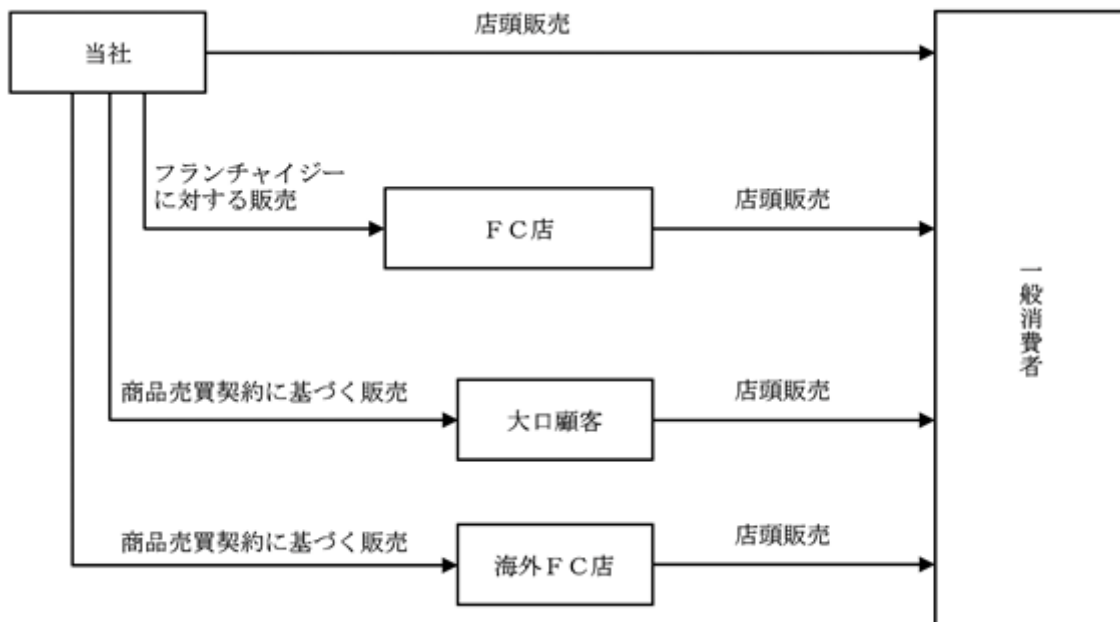 店頭販売
当社
フランチャイジー
に対する販売
店頭販売
ＦＣ店
一般消費者
商品売買契約に基づく販売
店頭販売
大口顧客
商品売買契約に基づく販売
店頭販売
海外ＦＣ店